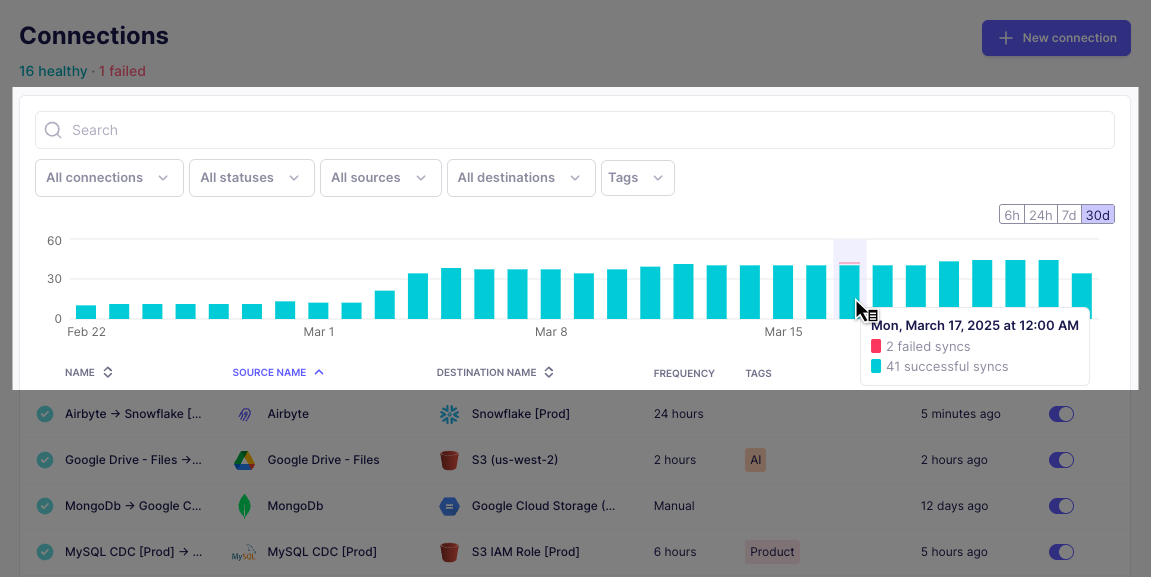 Connections
New connection
16 healthy · 1 failed
Search
All connections
All statuses
All sources
All destinations
Tags
6h 24h 7d 30d
60
30
0
Feb 22
Mar 1
Mar 8
Mar 15
Mon, March 17, 2025 at 12:00 AM
2 failed syncs
41 successful syncs
NAME SOURCE NAME DESTINATION NAME FREQUENCY TAGS
Airbyte → Snowflake [... Airbyte Snowflake [Prod] 24 hours 5 minutes ago
Google Drive - Files →... Google Drive - Files S3 (us-west-2) 2 hours AI 2 hours ago
MongoDb → Google C... MongoDb Google Cloud Storage (... Manual 12 days ago
MySQL CDC [Prod] → ... MySQL MySQL CDC [Prod] S3 IAM Role [Prod] 6 hours Product 5 hours ago